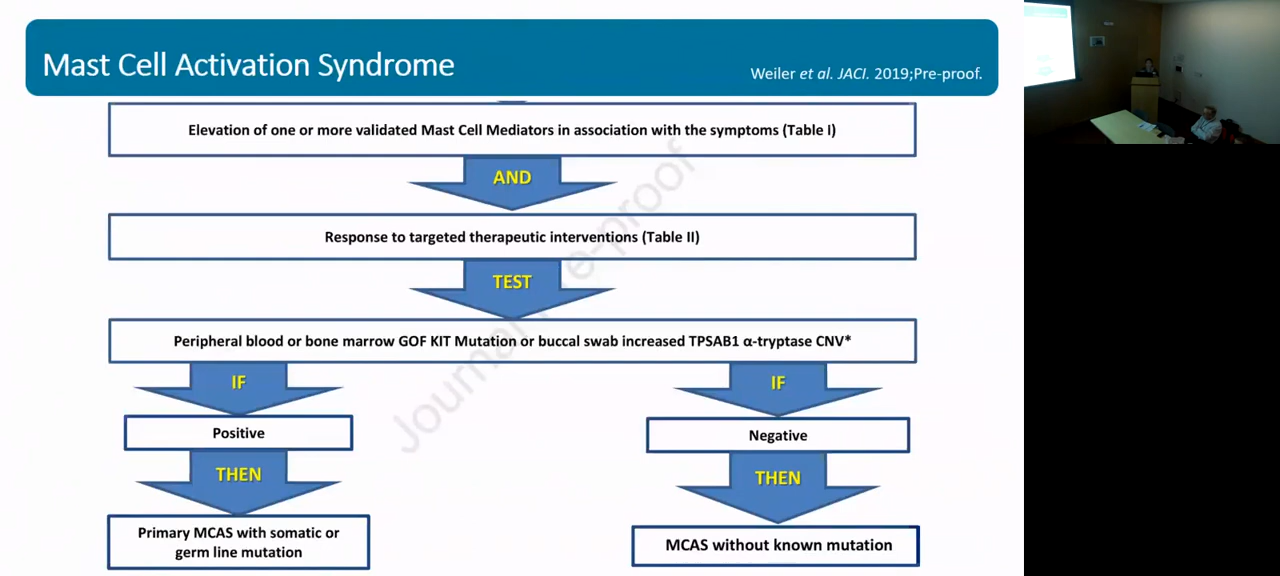 Mast Cell Activation Syndrome
Weiler et al. JACI. 2019;Pre-proof.
Elevation of one or more validated Mast Cell Mediators in association with the symptoms (Table I)
AND
Response to targeted therapeutic interventions (Table II)
TEST
Peripheral blood or bone marrow GOF KIT Mutation or buccal swab increased TPSAB1 α-tryptase CNV*
IF
IF
Positive
Negative
THEN
THEN
Primary MCAS with somatic or
germ line mutation
MCAS without known mutation
Journal Pre-proof